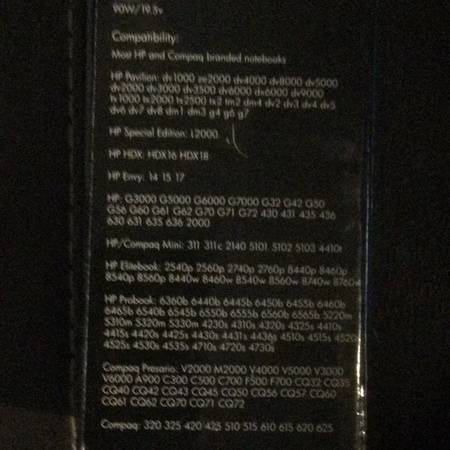 90W/19.5v
Compatibility:
Most HP and Compaq branded notebooks
HP Pavilion: dv1000 ze2000 dv4000 dv8000 dv5000
dv2000 dv3000 dv3500 dv6000 dx6000 dv9000
tx1000 tx2000 tx2500 tx2 tm2 dm4 dv2 dv3 dv4 dv5
dv6 dv7 dv8 dm1 dm3 g4 g6 g7
HP Special Edition: L2000
HP HDX: HDX16 HDX18
HP Envy: 14 15 17
HP: G3000 G5000 G6000 G7000 G32 G42 G50
G56 G60 G61 G62 G70 G71 G72 430 431 435 436
630 631 635 636 2000
HP/Compaq Mini: 311 311c 2140 5101 5102 5103 4410t
HP Elitebook: 2540p 2560p 2740p 2760p 8440p 8460p
8540p 8560p 8440w 8460w 8540w 8560w 8740w 8760w
HP Probook: 6360b 6440b 6445b 6450b 6455b 6460b
6465b 6540b 6545b 6550b 6555b 6560b 6565b 5220m
5310m 5320m 5330m 4230s 4310s 4320s 4325s 4410s
4415s 4420s 4425s 4430s 4431s 4436s 4510s 4515s 4520s
4525s 4530s 4535s 4710s 4720s 4730s
Compaq Presario: V2000 M2000 V4000 V5000 V3000
V6000 A900 C300 C500 C700 F500 F700 CQ32 CQ35
CQ40 CQ42 CQ43 CQ45 CQ50 CQ56 CQ57 CQ60
CQ61 CQ62 CQ70 CQ71 CQ72
Compaq: 320 325 420 425 510 515 610 615 620 625